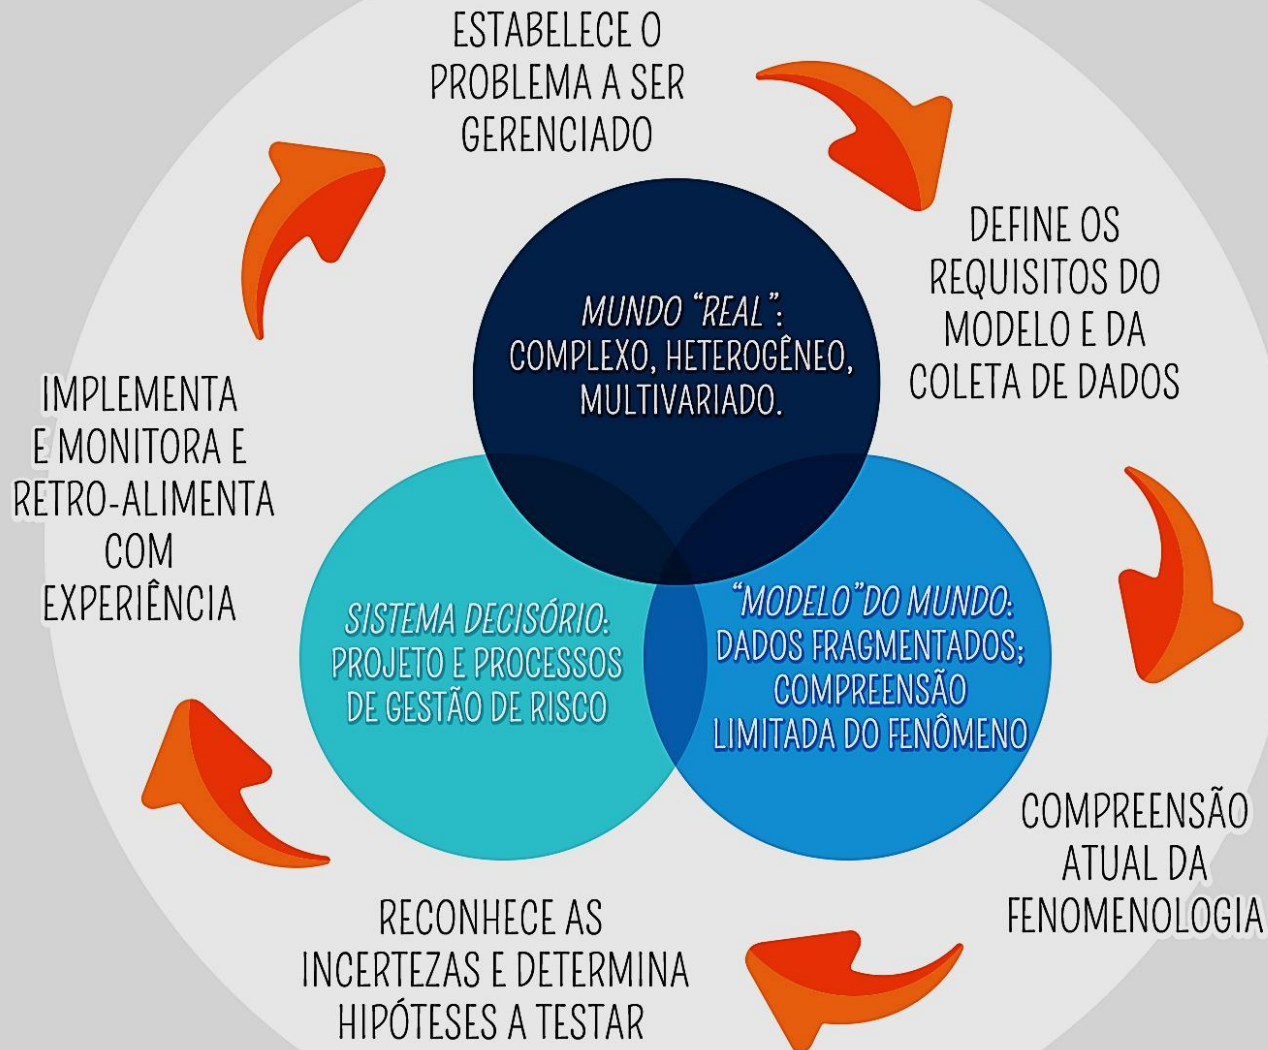 ESTABELECE O
PROBLEMA A SER
GERENCIADO
DEFINE OS
REQUISITOS DO
MODELO E DA
COLETA DE DADOS
MUNDO “REAL”:
COMPLEXO, HETEROGÊNEO,
MULTIVARIADO.
IMPLEMENTA
E MONITORA E
RETRO-ALIMENTA
COM
EXPERIÊNCIA
SISTEMA DECISÓRIO:
PROJETO E PROCESSOS
DE GESTÃO DE RISCO
“MODELO”DO MUNDO:
DADOS FRAGMENTADOS;
COMPREENSÃO
LIMITADA DO FENÔMENO
COMPREENSÃO
ATUAL DA
FENOMENOLOGIA
RECONHECE AS
INCERTEZAS E DETERMINA
HIPÓTESES A TESTAR